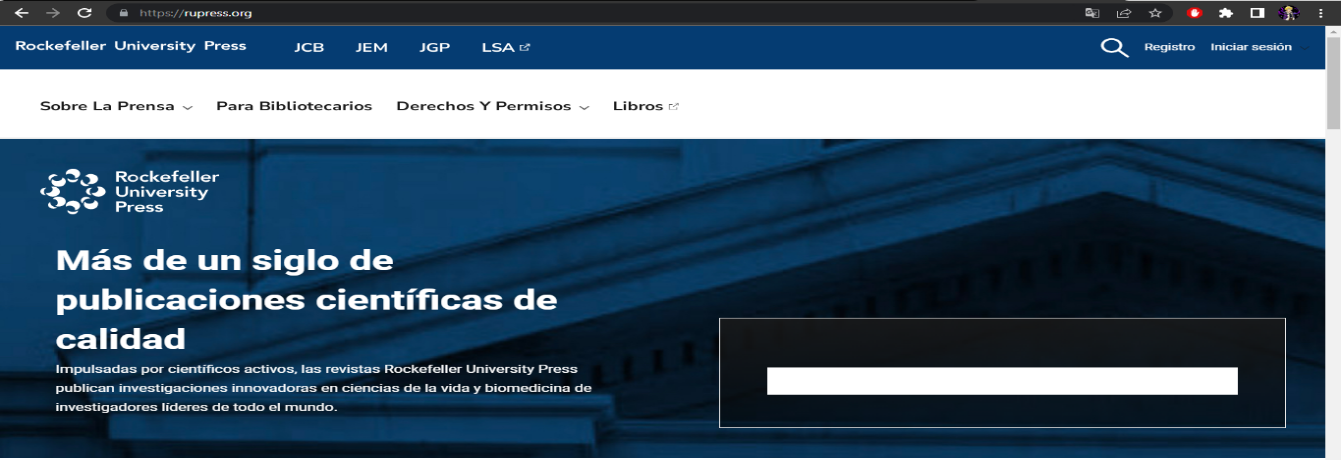 https://rupress.org
Rockefeller University Press JCB JEM JGP LSA Registro Iniciar sesión
Sobre La Prensa Para Bibliotecarios Derechos Y Permisos Libros
Rockefeller
University
Press
Más de un siglo de
publicaciones científicas de
calidad
Impulsadas por científicos activos, las revistas Rockefeller University Press
publican investigaciones innovadoras en ciencias de la vida y biomedicina de
investigadores líderes de todo el mundo.